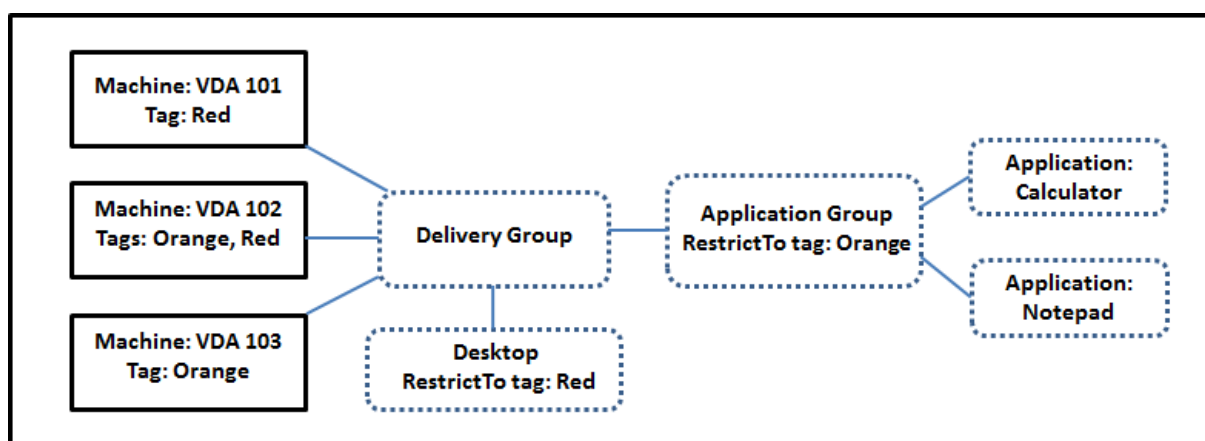 Machine: VDA 101
Tag: Red
Machine: VDA 102
Tags: Orange, Red
Machine: VDA 103
Tag: Orange
Delivery Group
Desktop
RestrictTo tag: Red
Application Group
RestrictTo tag: Orange
Application:
Calculator
Application:
Notepad